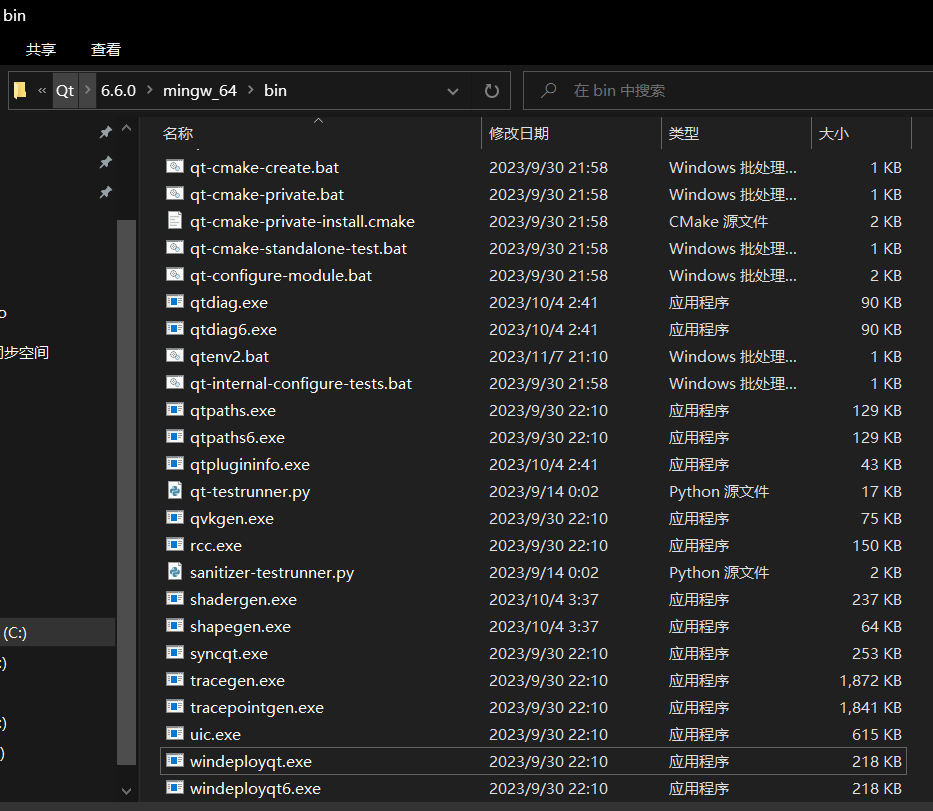 bin
共享 查看
« Qt > 6.6.0 > mingw_64 > bin 在 bin 中搜索
名称 修改日期 类型 大小
qt-cmake-create.bat 2023/9/30 21:58 Windows 批处理... 1 KB
qt-cmake-private.bat 2023/9/30 21:58 Windows 批处理... 1 KB
qt-cmake-private-install.cmake 2023/9/30 21:58 CMake 源文件 2 KB
qt-cmake-standalone-test.bat 2023/9/30 21:58 Windows 批处理... 1 KB
qt-configure-module.bat 2023/9/30 21:58 Windows 批处理... 2 KB
qtdiag.exe 2023/10/4 2:41 应用程序 90 KB
qtdiag6.exe 2023/10/4 2:41 应用程序 90 KB
qtenv2.bat 2023/11/7 21:10 Windows 批处理... 1 KB
qt-internal-configure-tests.bat 2023/9/30 21:58 Windows 批处理... 1 KB
qtpaths.exe 2023/9/30 22:10 应用程序 129 KB
qtpaths6.exe 2023/9/30 22:10 应用程序 129 KB
qtplugininfo.exe 2023/10/4 2:41 应用程序 43 KB
qt-testrunner.py 2023/9/14 0:02 Python 源文件 17 KB
qvkgen.exe 2023/9/30 22:10 应用程序 75 KB
rcc.exe 2023/9/30 22:10 应用程序 150 KB
sanitizer-testrunner.py 2023/9/14 0:02 Python 源文件 2 KB
shadergen.exe 2023/10/4 3:37 应用程序 237 KB
shapegen.exe 2023/10/4 3:37 应用程序 64 KB
syncqt.exe 2023/9/30 22:10 应用程序 253 KB
tracegen.exe 2023/9/30 22:10 应用程序 1,872 KB
tracepointgen.exe 2023/9/30 22:10 应用程序 1,841 KB
uic.exe 2023/9/30 22:10 应用程序 615 KB
windeployqt.exe 2023/9/30 22:10 应用程序 218 KB
windeployqt6.exe 2023/9/30 22:10 应用程序 218 KB
步空间
(C:)
:)
:)
)